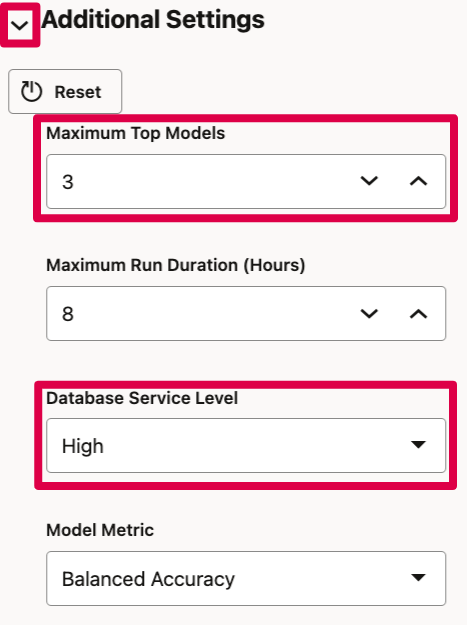 Additional Settings
Reset
Maximum Top Models
3
Maximum Run Duration (Hours)
8
Database Service Level
High
Model Metric
Balanced Accuracy